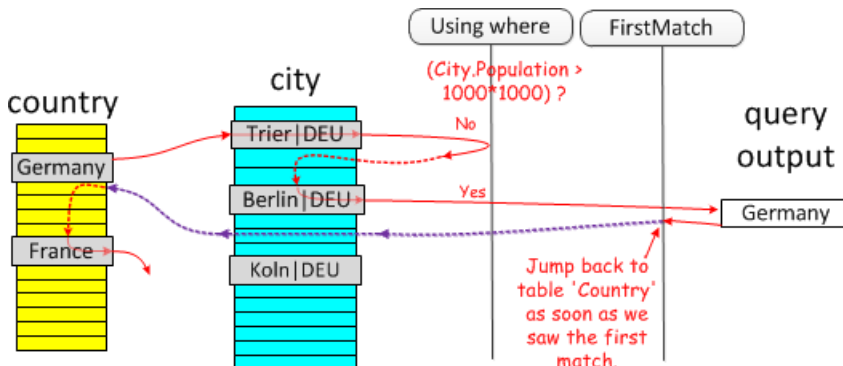 Using where
FirstMatch
(City.Population >
1000*1000) ?
city
country
No
Trier|DEU
Germany
query
output
Yes
Berlin|DEU
Germany
France
Koln|DEU
Jump back to
table 'Country'
as soon as we
saw the first
match.